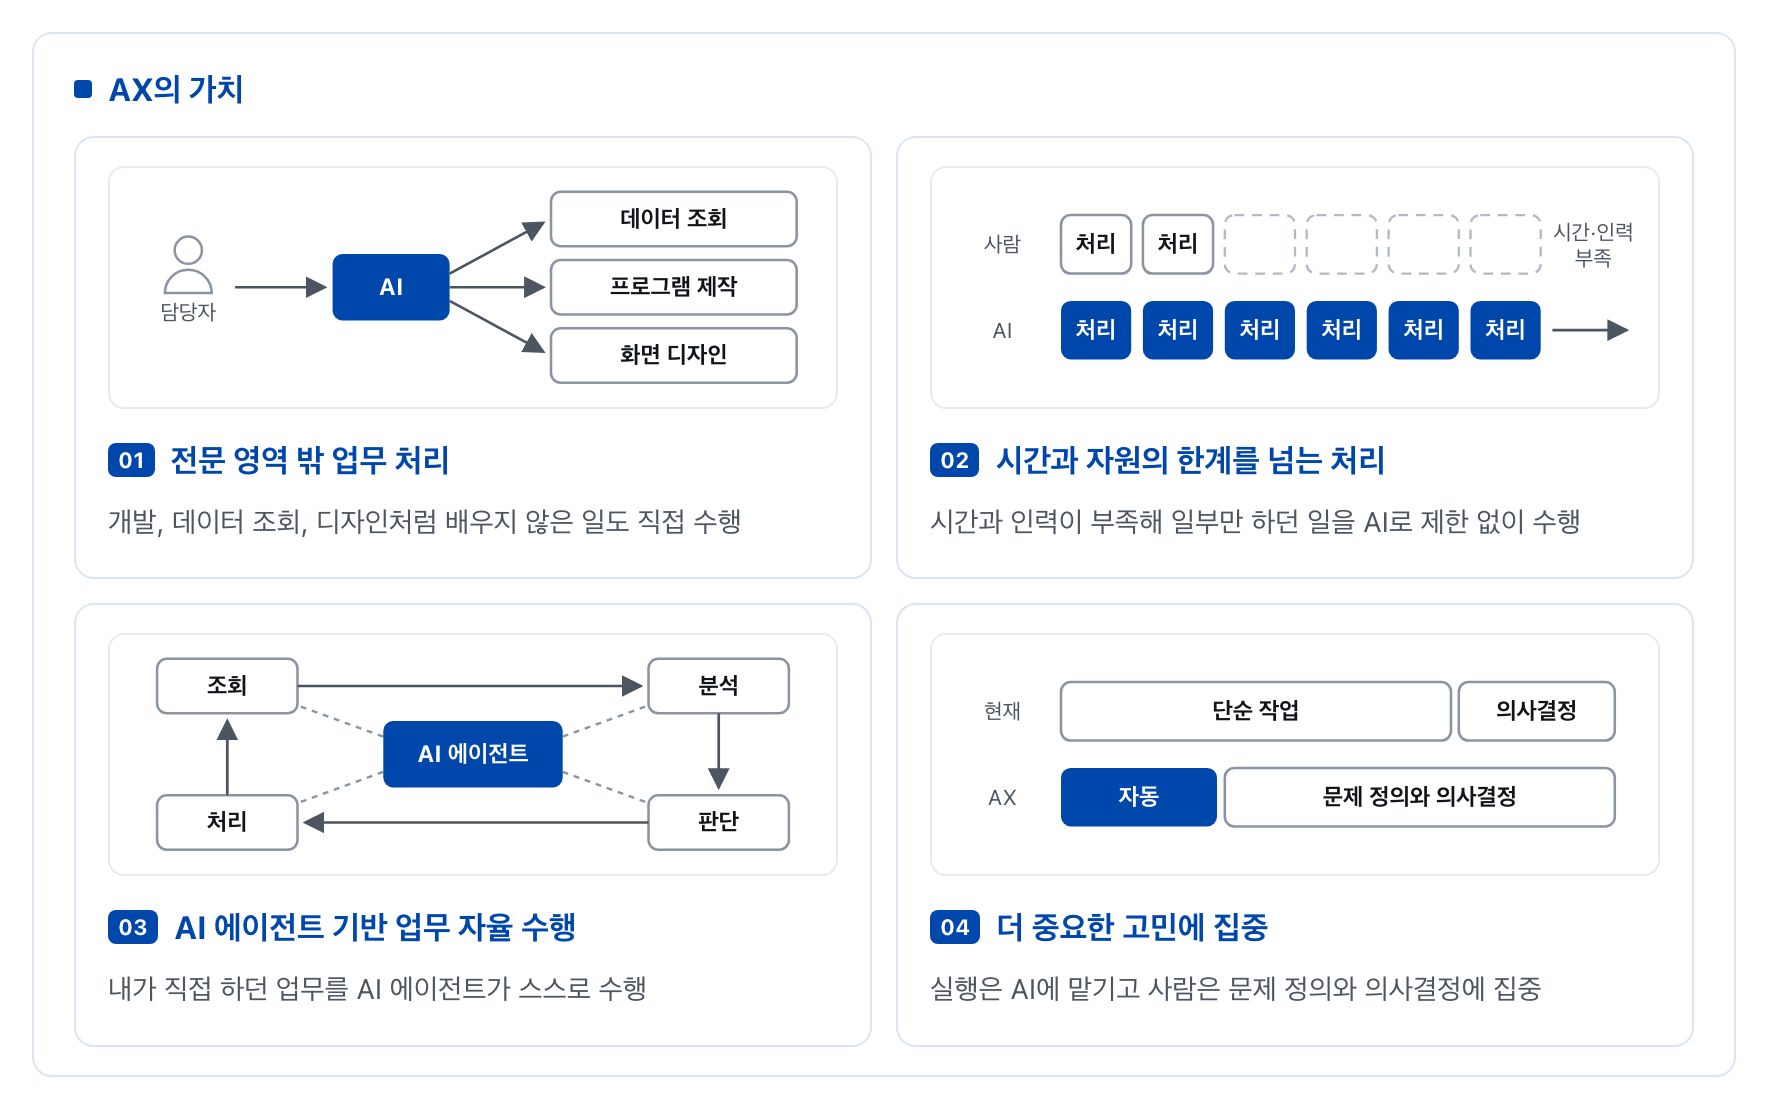 AX의 가치
담당자
AI
데이터 조회
프로그램 제작
화면 디자인
01 전문 영역 밖 업무 처리
개발, 데이터 조회, 디자인처럼 배우지 않은 일도 직접 수행
사람 처리 처리 시간·인력
부족
AI 처리 처리 처리 처리 처리 처리
02 시간과 자원의 한계를 넘는 처리
시간과 인력이 부족해 일부만 하던 일을 AI로 제한 없이 수행
조회 분석
AI 에이전트
처리 판단
03 AI 에이전트 기반 업무 자율 수행
내가 직접 하던 업무를 AI 에이전트가 스스로 수행
현재 단순 작업 의사결정
AX 자동 문제 정의와 의사결정
04 더 중요한 고민에 집중
실행은 AI에 맡기고 사람은 문제 정의와 의사결정에 집중